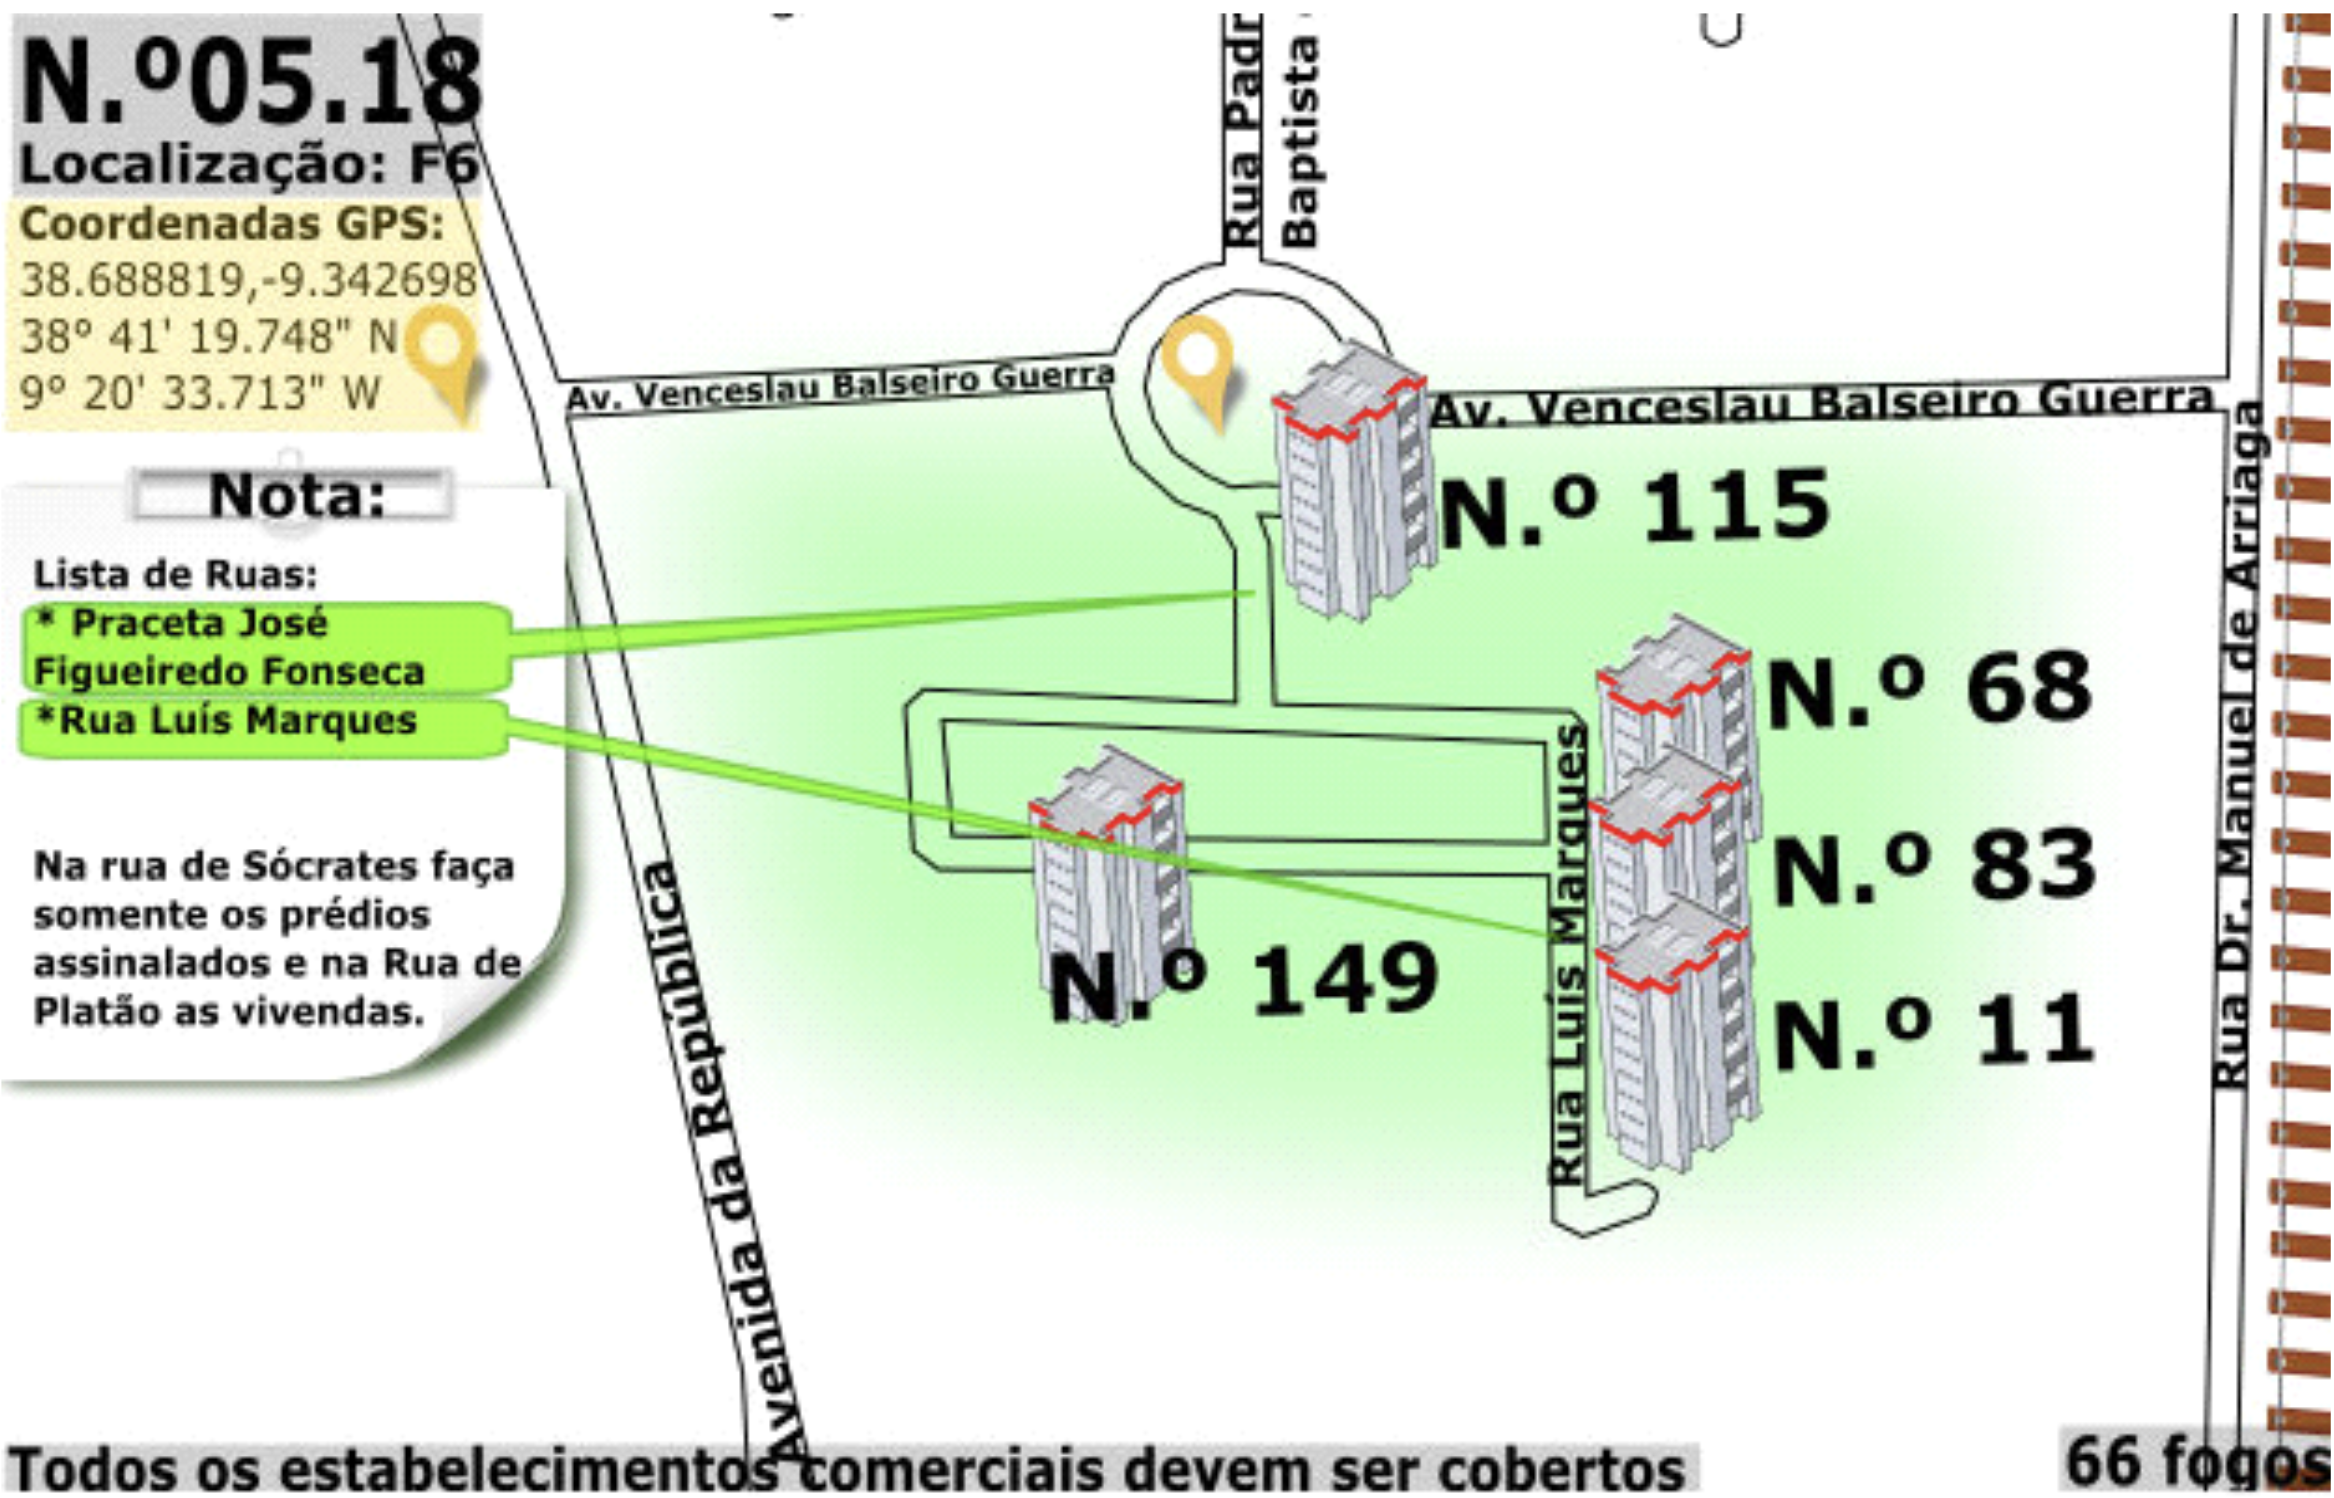 N.º05.18
Localização: F6
Coordenadas GPS:
38.688819,-9.342698
38º 41' 19.748" N
9º 20' 33.713" W
Nota:
Lista de Ruas:
* Praceta José
Figueiredo Fonseca
*Rua Luís Marques
Na rua de Sócrates faça
somente os prédios
assinalados e na Rua de
Platão as vivendas.
Rua Padr
Baptista
Av. Venceslau Balseiro Guerra
Av. Venceslau Balseiro Guerra
N.º 115
N.º 68
N.º 83
N.º 149
N.º 11
Rua Luís Marques
Rua Dr. Manuel de Arriaga
Avenida da República
Todos os estabelecimentos comerciais devem ser cobertos
66 fogos